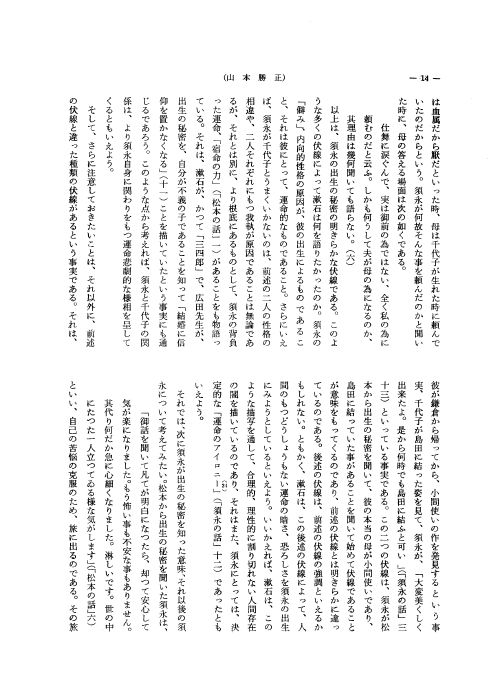 （山本勝正）
— 14 —
は血属だから厭だといった時、母は千代子が生れた時に頼んで
いたのだからという。須永が何故そんな事を頼んだのかと聞い
た時に、母の答える場面は次の如くである。
仕舞に涙ぐんで、実は御前の為ではない、全く私の為に
頼むのだと云ふ。しかも何うして夫が母の為になるのか、
其理由は幾何聞いても語らない。（六）
以上は、須永の出生の秘密の明きらかな伏線である。このよ
うな多くの伏線によって漱石は何を語りたかったのか。須永の
「僻み」、内向的性格の原因が、彼の出生によるものであるこ
と、それは彼にとって、運命的なものであること。さらにいえ
ば、須永が千代子とうまくいかないのは、前述の二人の性格の
相違や、二人それぞれにもつ我執が原因であることは無論であ
るが、それとは別に、より根底にあるものとして、須永の背負
った運命、「宿命の力」（「松本の話」一）があることをも物語っ
ている。それは、漱石が、かつて「三四郎」で、広田先生が、
出生の秘密を、自分が不義の子であることを知って「結婚に信
仰を置かなくなる」（十一）ことを描いていたという事実にも通
じるであろう。このような点から考えれば、須永と千代子の関
係は、より須永自身に関わりをもつ運命悲劇的な様相を呈して
くるともいえよう。
そして、さらに注意しておきたいことは、それ以外に、前述
の伏線と違った種類の伏線があるという事実である。それは、
彼が鎌倉から帰ってから、小間使いの作を発見するという事
実、千代子が島田に結った姿を見て、須永が、「大変美くしく
出来たよ。是から何時でも島田に結ふと可い」（「須永の話」三
十三）といっている事実である。この二つの伏線は、須永が松
本から出生の秘密を聞いて、彼の本当の母が小間使いであり、
島田に結っていた事があることを聞いて始めて伏線であること
が意味をもってくるのであり、前述の伏線とは明きらかに違っ
ているのである。後述の伏線は、前述の伏線の強調といえるか
もしれない。ともかく、漱石は、この後述の伏線によって、人
間のもつどうしょうもない運命の暗さ、恐ろしさを須永の出生
にみようとしているといえよう。いいかえれば、漱石は、この
ような描写を通して、合理的、理性的に割り切れない人間存在
の闇を描いているのであり、それはまた、須永にとっては、決
定的な「運命のアイロニー」（「須永の話」十二）であったとも
いえよう。
それでは、次に須永が出生の秘密を知った意味、それ以後の須
永について考えてみたい。松本から出生の秘密を聞いた須永は、
「御話を聞いて凡てが明白になつたら、却つて安心して
気が楽になりました。もう怖い事も不安な事もありません。
其代り何だか急に心細くなりました。淋しいです。世の中
にたつた一人立つてゐる様な気がします」（「松本の話」六）
といい、自己の苦悩の克服のため、旅に出るのである。その旅